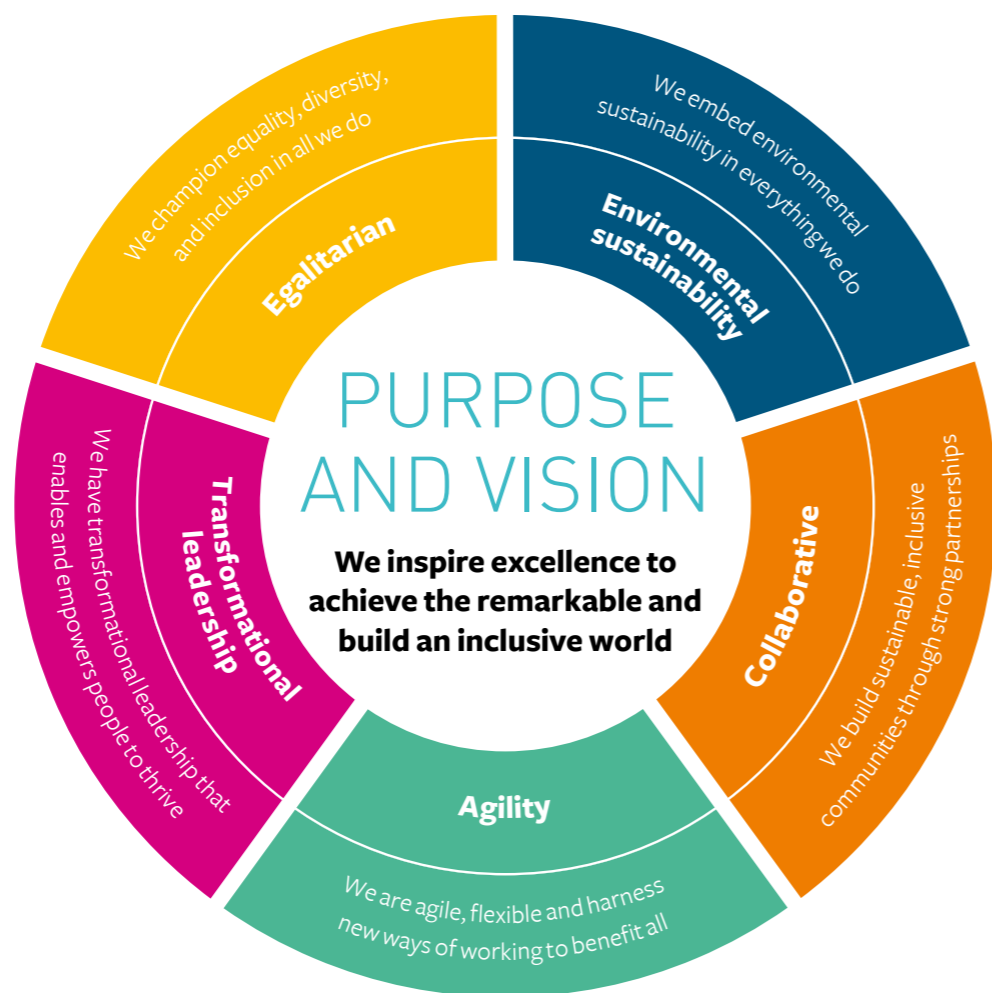 PURPOSE
AND VISION
We inspire excellence to
achieve the remarkable and
build an inclusive world
Environmental
sustainability
We embed environmental
sustainability in everything we do
Collaborative
We build sustainable, inclusive
communities through strong partnerships
Agility
We are agile, flexible and harness
new ways of working to benefit all
Transformational
leadership
We have transformational leadership that
enables and empowers people to thrive
Egalitarian
We champion equality, diversity,
and inclusion in all we do